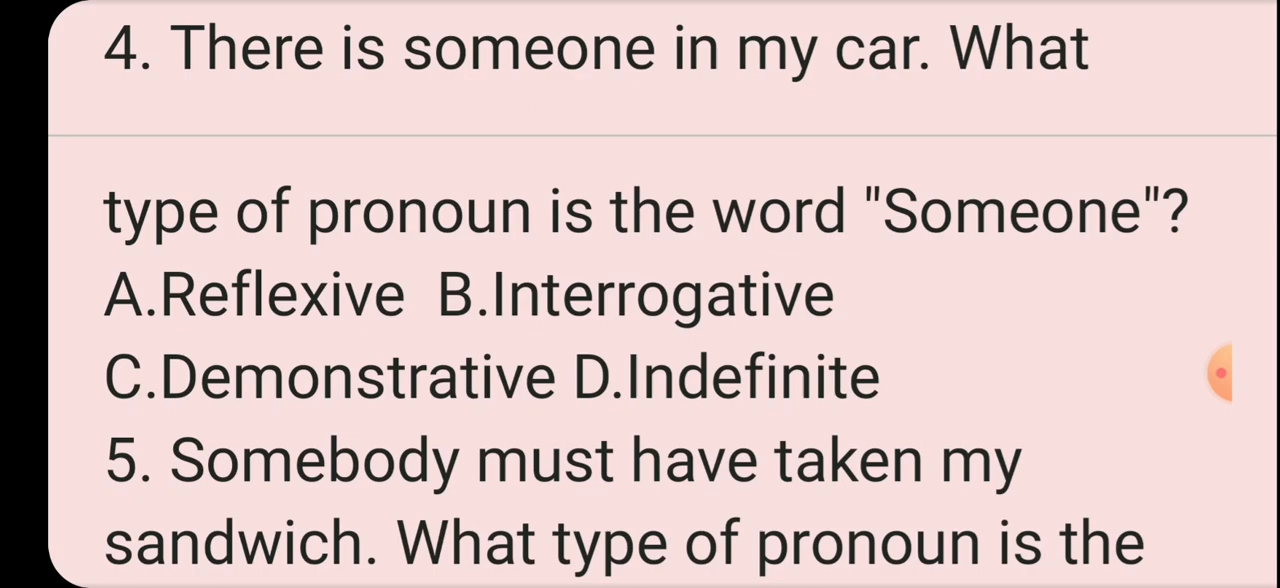 4. There is someone in my car. What
type of pronoun is the word "Someone"?
A.Reflexive B.Interrogative
C.Demonstrative D.Indefinite
5. Somebody must have taken my
sandwich. What type of pronoun is the